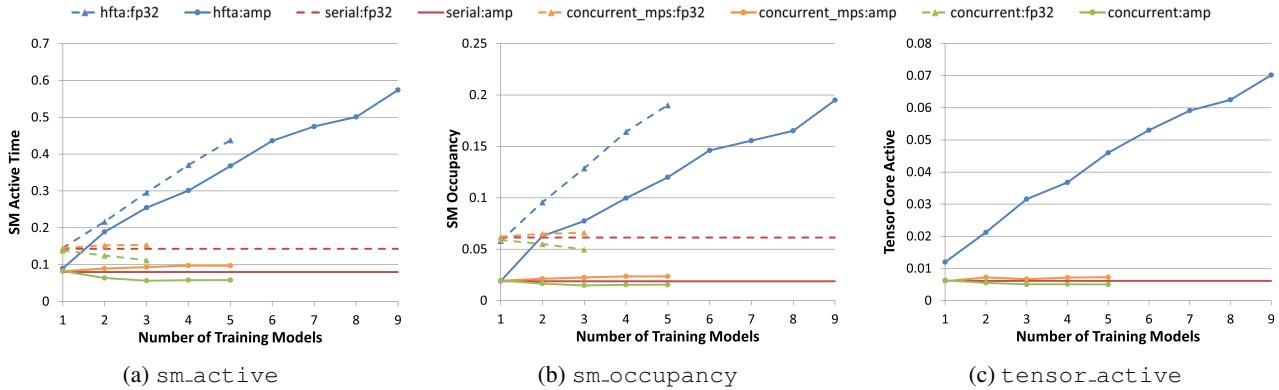 hfta:fp32 hfta:amp serial:fp32 serial:amp concurrent_mps:fp32 concurrent_mps:amp concurrent:fp32 concurrent:amp
SM Active Time
0.7
0.6
0.5
0.4
0.3
0.2
0.1
0
1 2 3 4 5 6 7 8 9
Number of Training Models
(a) sm_active
SM Occupancy
0.25
0.2
0.15
0.1
0.05
0
1 2 3 4 5 6 7 8 9
Number of Training Models
(b) sm_occupancy
Tensor Core Active
0.08
0.07
0.06
0.05
0.04
0.03
0.02
0.01
0
1 2 3 4 5 6 7 8 9
Number of Training Models
(c) tensor_active